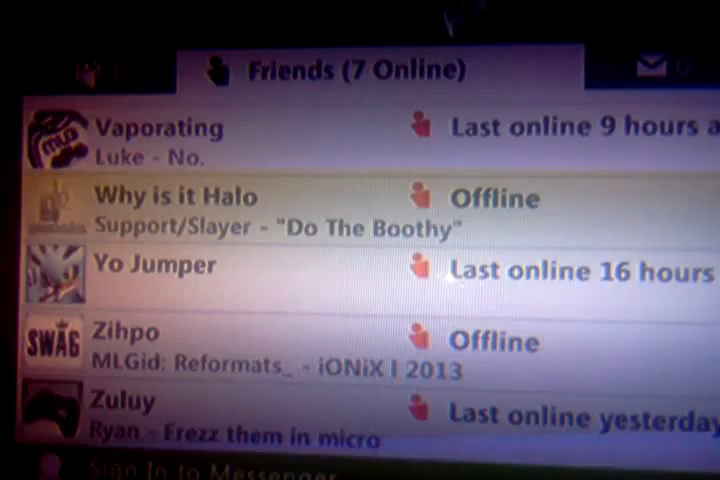 Friends (7 Online)
0
MLG
Vaporating
Last online 9 hours a
Luke - No.
Why is it Halo
Offline
Support/Slayer - "Do The Boothy"
Yo Jumper
Last online 16 hours
SWAG
Zihpo
Offline
MLGid: Reformats_ - iONiX I 2013
Zuluy
Last online yesterday
Ryan - Frezz them in micro
Sign In to Messenger